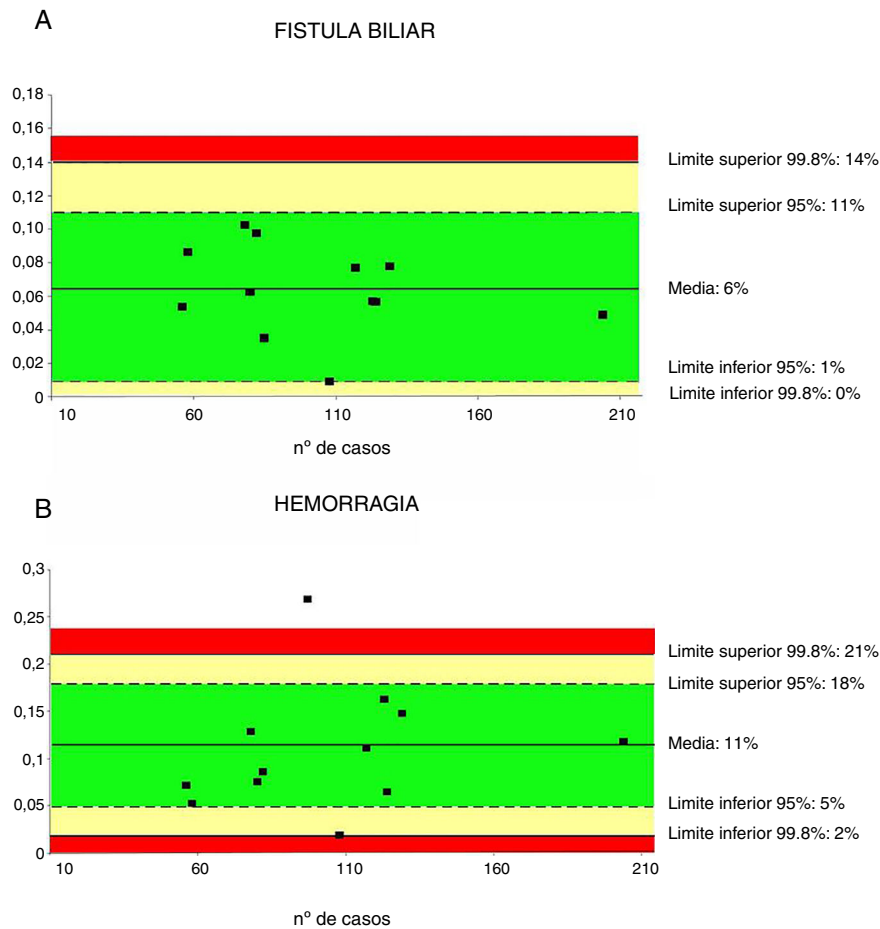 A
FISTULA BILIAR
0,18
0,16
0,14
0,12
0,10
0,08
0,06
0,04
0,02
0
10 60 110 160 210
nº de casos
Limite superior 99.8%: 14%
Limite superior 95%: 11%
Media: 6%
Limite inferior 95%: 1%
Limite inferior 99.8%: 0%
B
HEMORRAGIA
0,3
0,25
0,2
0,15
0,1
0,05
0
10 60 110 160 210
nº de casos
Limite superior 99.8%: 21%
Limite superior 95%: 18%
Media: 11%
Limite inferior 95%: 5%
Limite inferior 99.8%: 2%